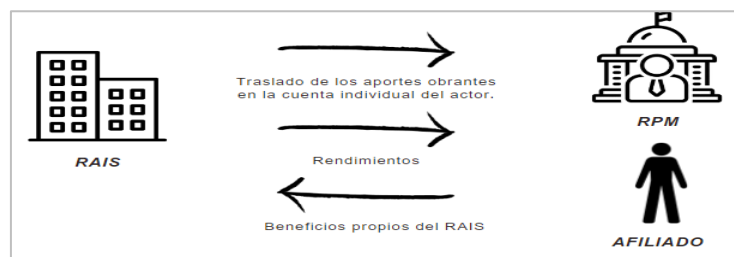 Traslado de los aportes obrantes
en la cuenta individual del actor.
RPM
RAIS
Rendimientos
Beneficios propios del RAIS
AFILIADO